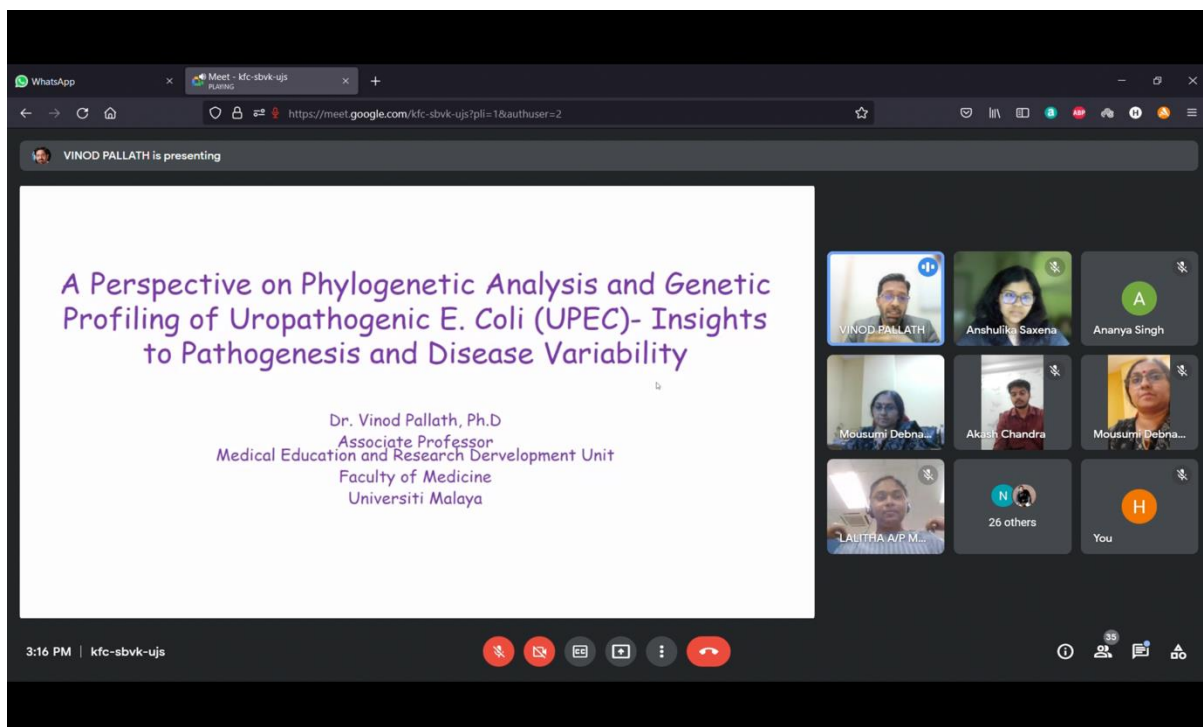 WhatsApp
Meet - kfc-sbvk-ujs
PLAYING
https://meet.google.com/kfc-sbvk-ujs?pli=1&authuser=2
a
ABP
H
VINOD PALLATH is presenting
A Perspective on Phylogenetic Analysis and Genetic
Profiling of Uropathogenic E. Coli (UPEC)- Insights
to Pathogenesis and Disease Variability
Dr. Vinod Pallath, Ph.D
Associate Professor
Medical Education and Research Dervelopment Unit
Faculty of Medicine
Universiti Malaya
VINOD PALLATH
Anshulika Saxena
A
Ananya Singh
Mousumi Debna...
Akash Chandra
Mousumi Debna...
LALITHA A/P M...
N
26 others
H
You
3:16 PM | kfc-sbvk-ujs
CC
35